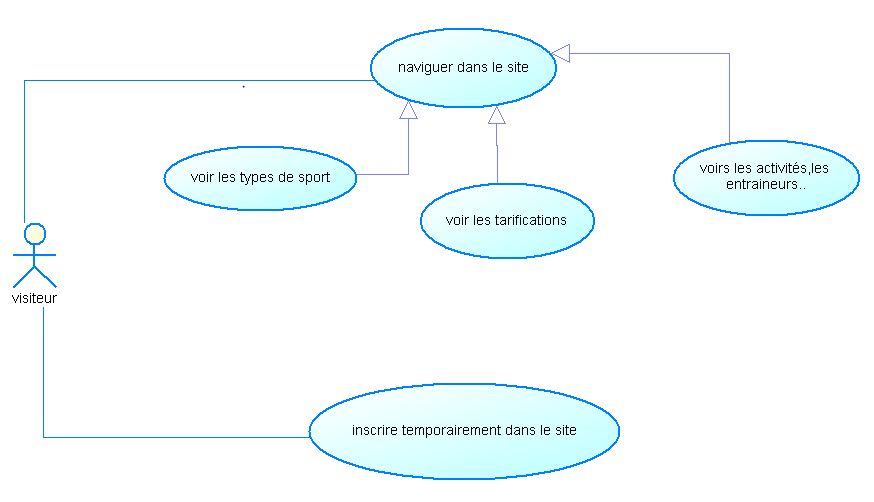 naviguer dans le site
voir les types de sport
voir les tarifications
voirs les activités,les
entraineurs..
visiteur
inscrire temporairement dans le site